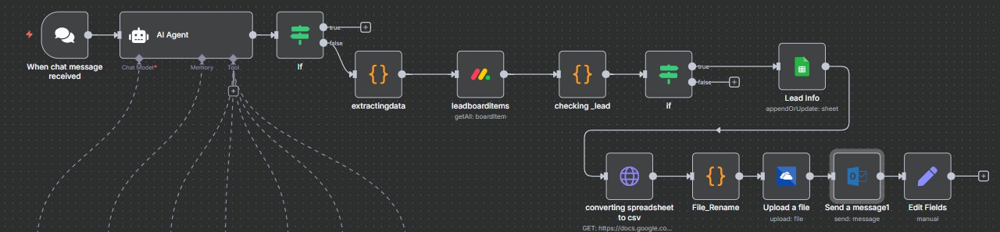 AI Agent
When chat message
received
Chat Model*
Memory
Tool
true
false
If
{}
extractingdata
leadboarditems
getAll: boardItem
{}
checking _lead
true
false
if
Lead Info
appendOrUpdate: sheet
converting spreadsheet
to csv
GET: https://docs.google.co...
{}
File_Rename
Upload a file
upload: file
Send a message1
send: message
Edit Fields
manual